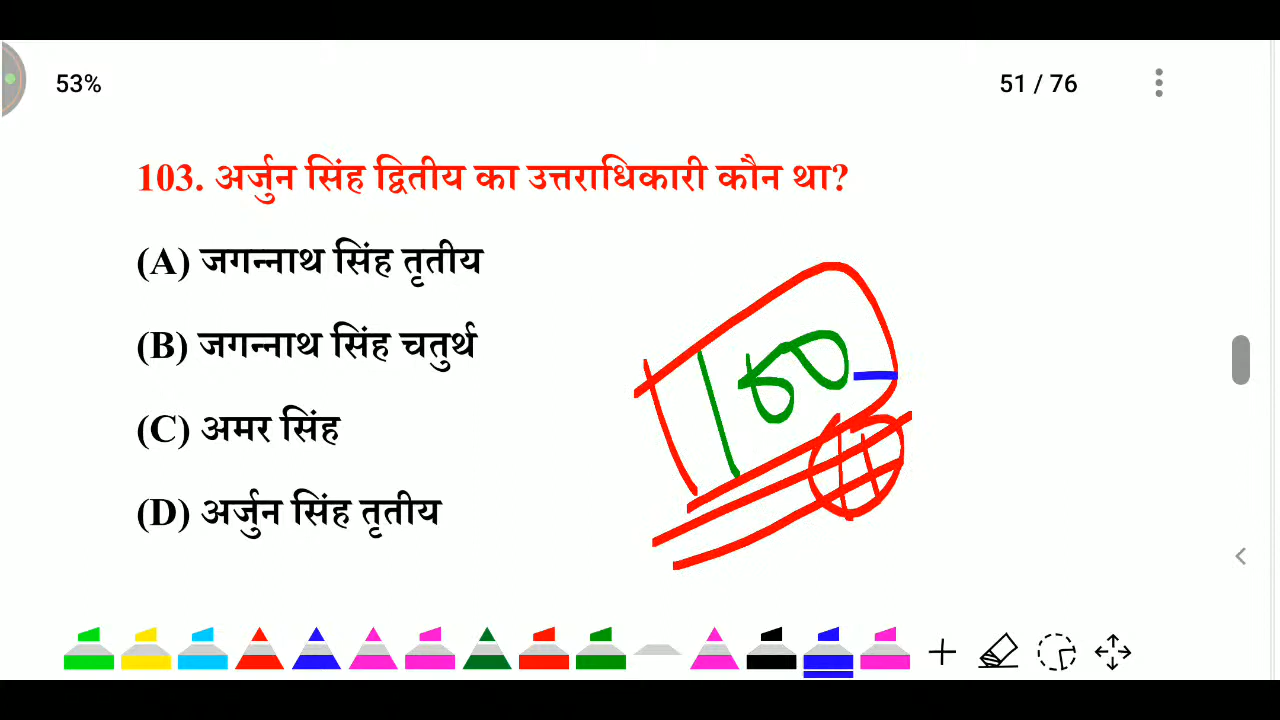 53%
51 / 76
103. अर्जुन सिंह द्वितीय का उत्तराधिकारी कौन था?
(A) जगन्नाथ सिंह तृतीय
(B) जगन्नाथ सिंह चतुर्थ
(C) अमर सिंह
(D) अर्जुन सिंह तृतीय